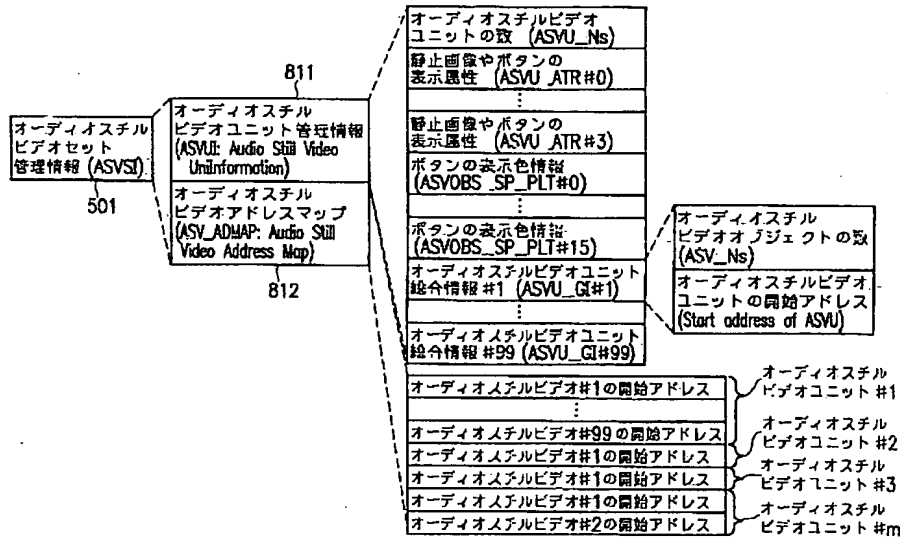 オーディオスチル
ビデオセット
管理情報 (ASVSI)
501
811
オーディオスチル
ビデオユニット管理情報
(ASVUI: Audio Still Video
UniInformation)
オーディオスチル
ビデオアドレスマップ
(ASV_ADMAP: Audio Still
Video Address Map)
812
オーディオスチルビデオ
ユニットの数 (ASVU_Ns)
静止画像やボタンの
表示属性 (ASVU_ATR#0)
⋮
静止画像やボタンの
表示属性 (ASVU_ATR#3)
ボタンの表示色情報
(ASVOBS_SP_PLT#0)
⋮
ボタンの表示色情報
(ASVOBS_SP_PLT#15)
オーディオスチルビデオユニット
総合情報 #1 (ASVU_GI#1)
⋮
オーディオスチルビデオユニット
総合情報 #99 (ASVU_GI#99)
オーディオスチル
ビデオオブジェクトの数
(ASV_Ns)
オーディオスチルビデオ
ユニットの開始アドレス
(Start address of ASVU)
オーディオスチルビデオ#1の開始アドレス
⋮
オーディオスチルビデオ#99の開始アドレス
オーディオスチルビデオ#1の開始アドレス
オーディオスチルビデオ#1の開始アドレス
オーディオスチルビデオ#1の開始アドレス
オーディオスチルビデオ#2の開始アドレス
オーディオスチル
ビデオユニット #1
オーディオスチル
ビデオユニット #2
オーディオスチル
ビデオユニット #3
オーディオスチル
ビデオユニット #m